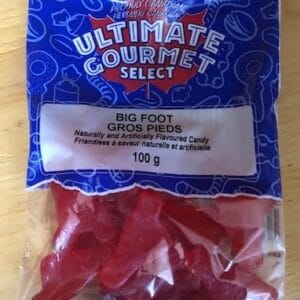 ULTIMATE
GOURMET
SELECT
BIG FOOT
GROS PIEDS
Naturally and Artificially Flavoured Candy
Friandises à saveur naturelle et artificielle
100 g